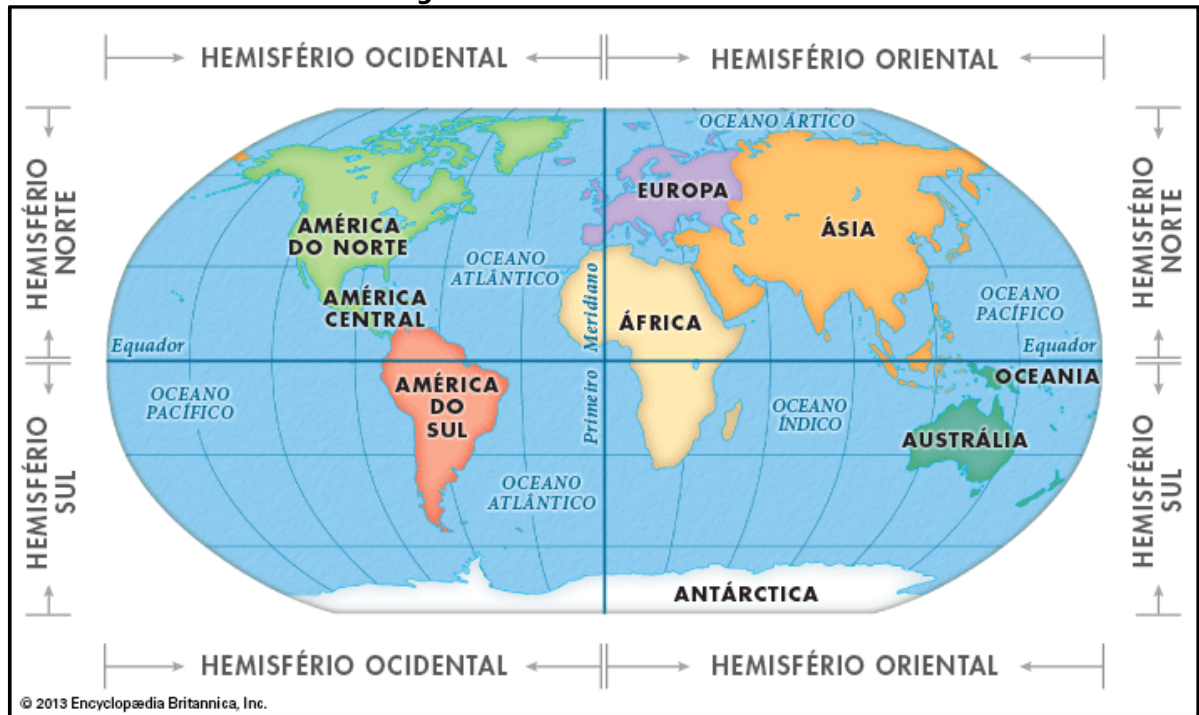 HEMISFÉRIO OCIDENTAL
HEMISFÉRIO ORIENTAL
HEMISFÉRIO
NORTE
HEMISFÉRIO
NORTE
OCEANO ÁRTICO
EUROPA
ÁSIA
AMÉRICA
DO NORTE
OCEANO
ATLÂNTICO
AMÉRICA
CENTRAL
Primeiro Meridiano
ÁFRICA
OCEANO
PACÍFICO
Equador
Equador
OCEANIA
OCEANO
PACÍFICO
AMÉRICA
DO
SUL
OCEANO
ÍNDICO
AUSTRÁLIA
OCEANO
ATLÂNTICO
HEMISFÉRIO
SUL
HEMISFÉRIO
SUL
ANTÁRCTICA
HEMISFÉRIO OCIDENTAL
HEMISFÉRIO ORIENTAL
© 2013 Encyclopædia Britannica, Inc.